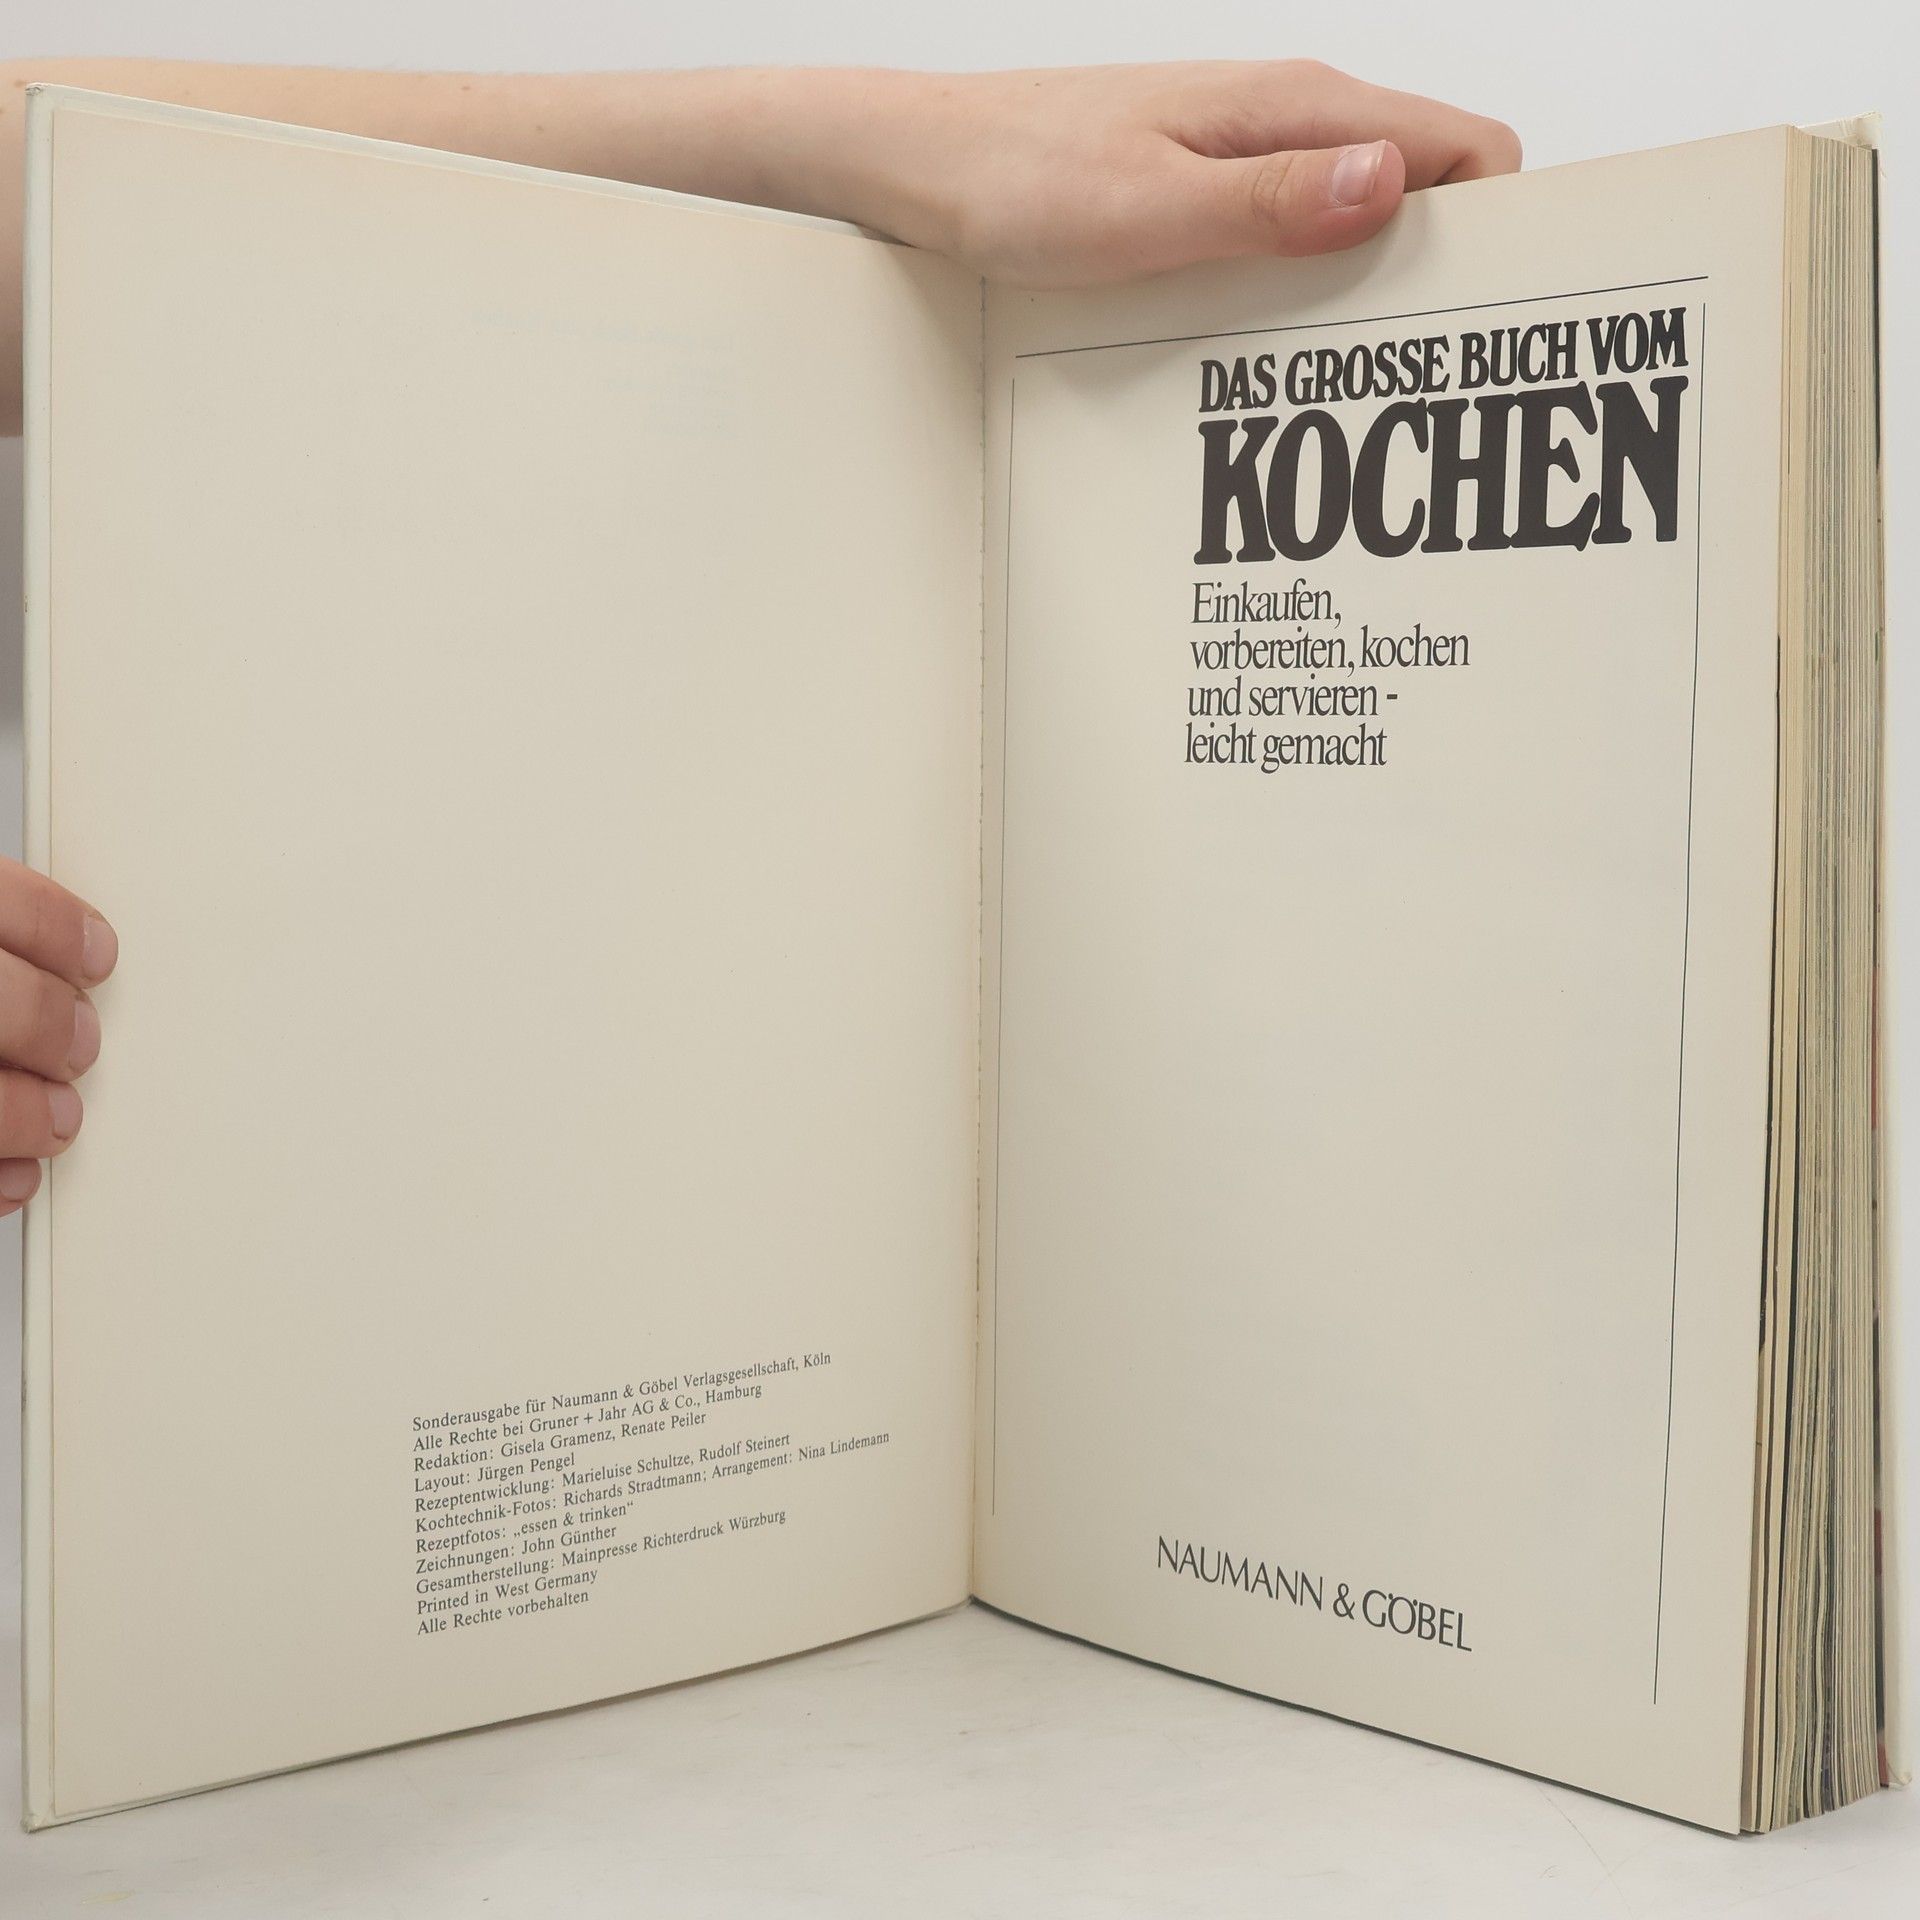 Sonderausgabe für Naumann & Göbel Verlagsgesellschaft, Köln
Alle Rechte bei Gruner + Jahr AG & Co., Hamburg
Redaktion: Gisela Gramenz, Renate Peiler
Layout: Jürgen Pengel
Rezeptentwicklung: Marieluise Schultze, Rudolf Steinert
Kochtechnik-Fotos: Richards Stradtmann; Arrangement: Nina Lindemann
Rezeptfotos: „essen & trinken“
Zeichnungen: John Günther
Gesamtherstellung: Mainpresse Richterdruck Würzburg
Printed in West Germany
Alle Rechte vorbehalten
DAS GROSSE BUCH VOM
KOCHEN
Einkaufen,
vorbereiten, kochen
und servieren -
leicht gemacht
NAUMANN & GÖBEL